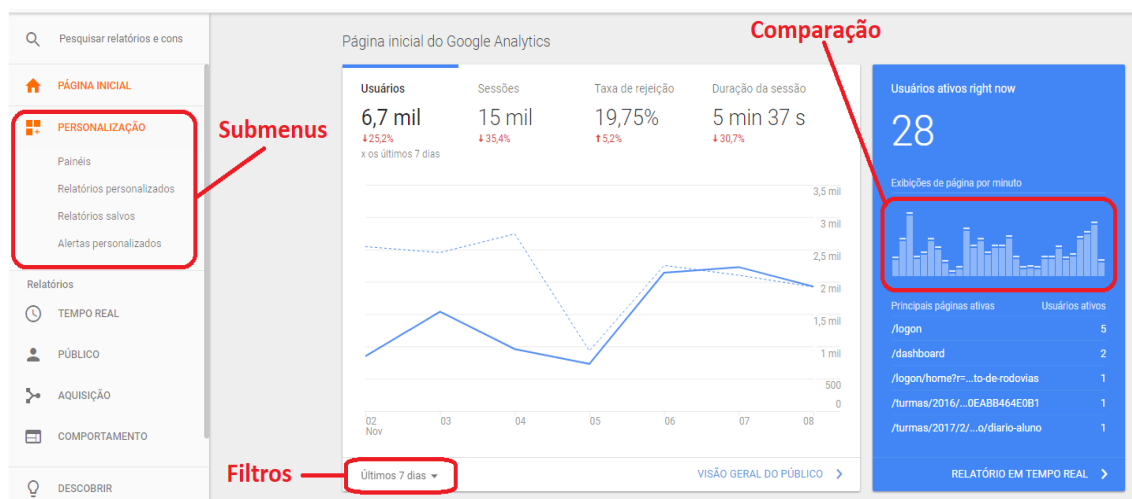 Comparação
Pesquisar relatórios e cons
PÁGINA INICIAL
PERSONALIZAÇÃO
Painéis
Relatórios personalizados
Relatórios salvos
Alertas personalizados
Relatórios
TEMPO REAL
PÚBLICO
AQUISIÇÃO
COMPORTAMENTO
DESCOBRIR
Submenus
Filtros
Página inicial do Google Analytics
Usuários Sessões Taxa de rejeição Duração da sessão
6,7 mil 15 mil 19,75% 5 min 37 s
↓25,2% ↓35,4% ↑5,2% ↓30,7%
x os últimos 7 dias
3,5 mil
3 mil
2,5 mil
2 mil
1,5 mil
1 mil
500
0
02 03 04 05 06 07 08
Nov
Últimos 7 dias VISÃO GERAL DO PÚBLICO
Usuários ativos right now
28
Exibições de página por minuto
Principais páginas ativas Usuários ativos
/logon 5
/dashboard 2
/logon/home?r=...to-de-rodovias 1
/turmas/2016/...0EABB464E0B1 1
/turmas/2017/2/...o/diario-aluno 1
RELATÓRIO EM TEMPO REAL